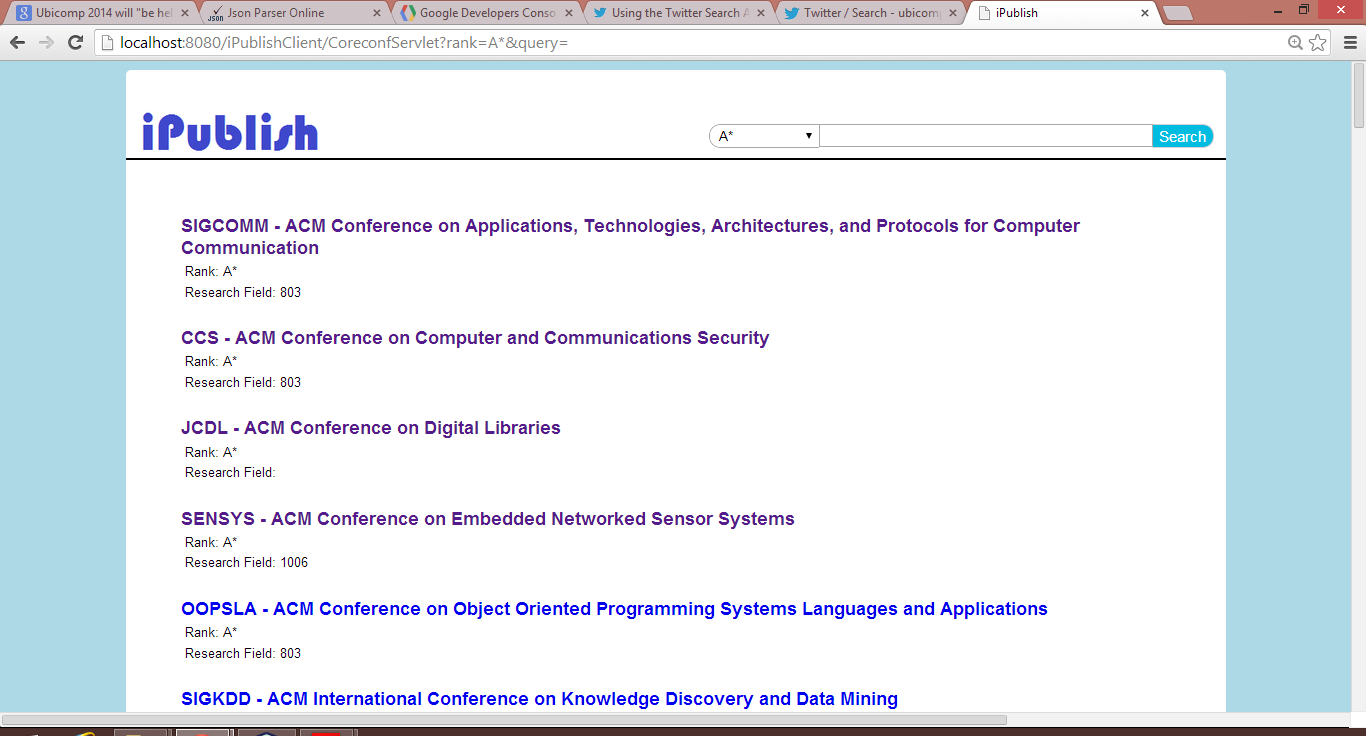 Ubicomp 2014 will "be hel
Json Parser Online
Google Developers Conso
Using the Twitter Search A
Twitter / Search - ubicomp
iPublish
localhost:8080/iPublishClient/CoreconfServlet?rank=A*&query=
iPublish
A*
Search
SIGCOMM - ACM Conference on Applications, Technologies, Architectures, and Protocols for Computer
Communication
Rank: A*
Research Field: 803
CCS - ACM Conference on Computer and Communications Security
Rank: A*
Research Field: 803
JCDL - ACM Conference on Digital Libraries
Rank: A*
Research Field:
SENSYS - ACM Conference on Embedded Networked Sensor Systems
Rank: A*
Research Field: 1006
OOPSLA - ACM Conference on Object Oriented Programming Systems Languages and Applications
Rank: A*
Research Field: 803
SIGKDD - ACM International Conference on Knowledge Discovery and Data Mining